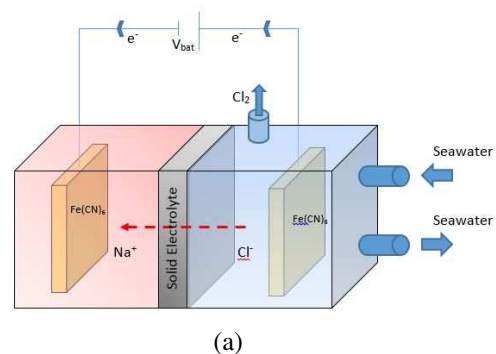 e⁻
V_bat
e⁻
Cl₂
Seawater
Fe(CN)₆
Solid Electrolyte
Fe(CN)₆
Seawater
Na⁺
Cl⁻
(a)